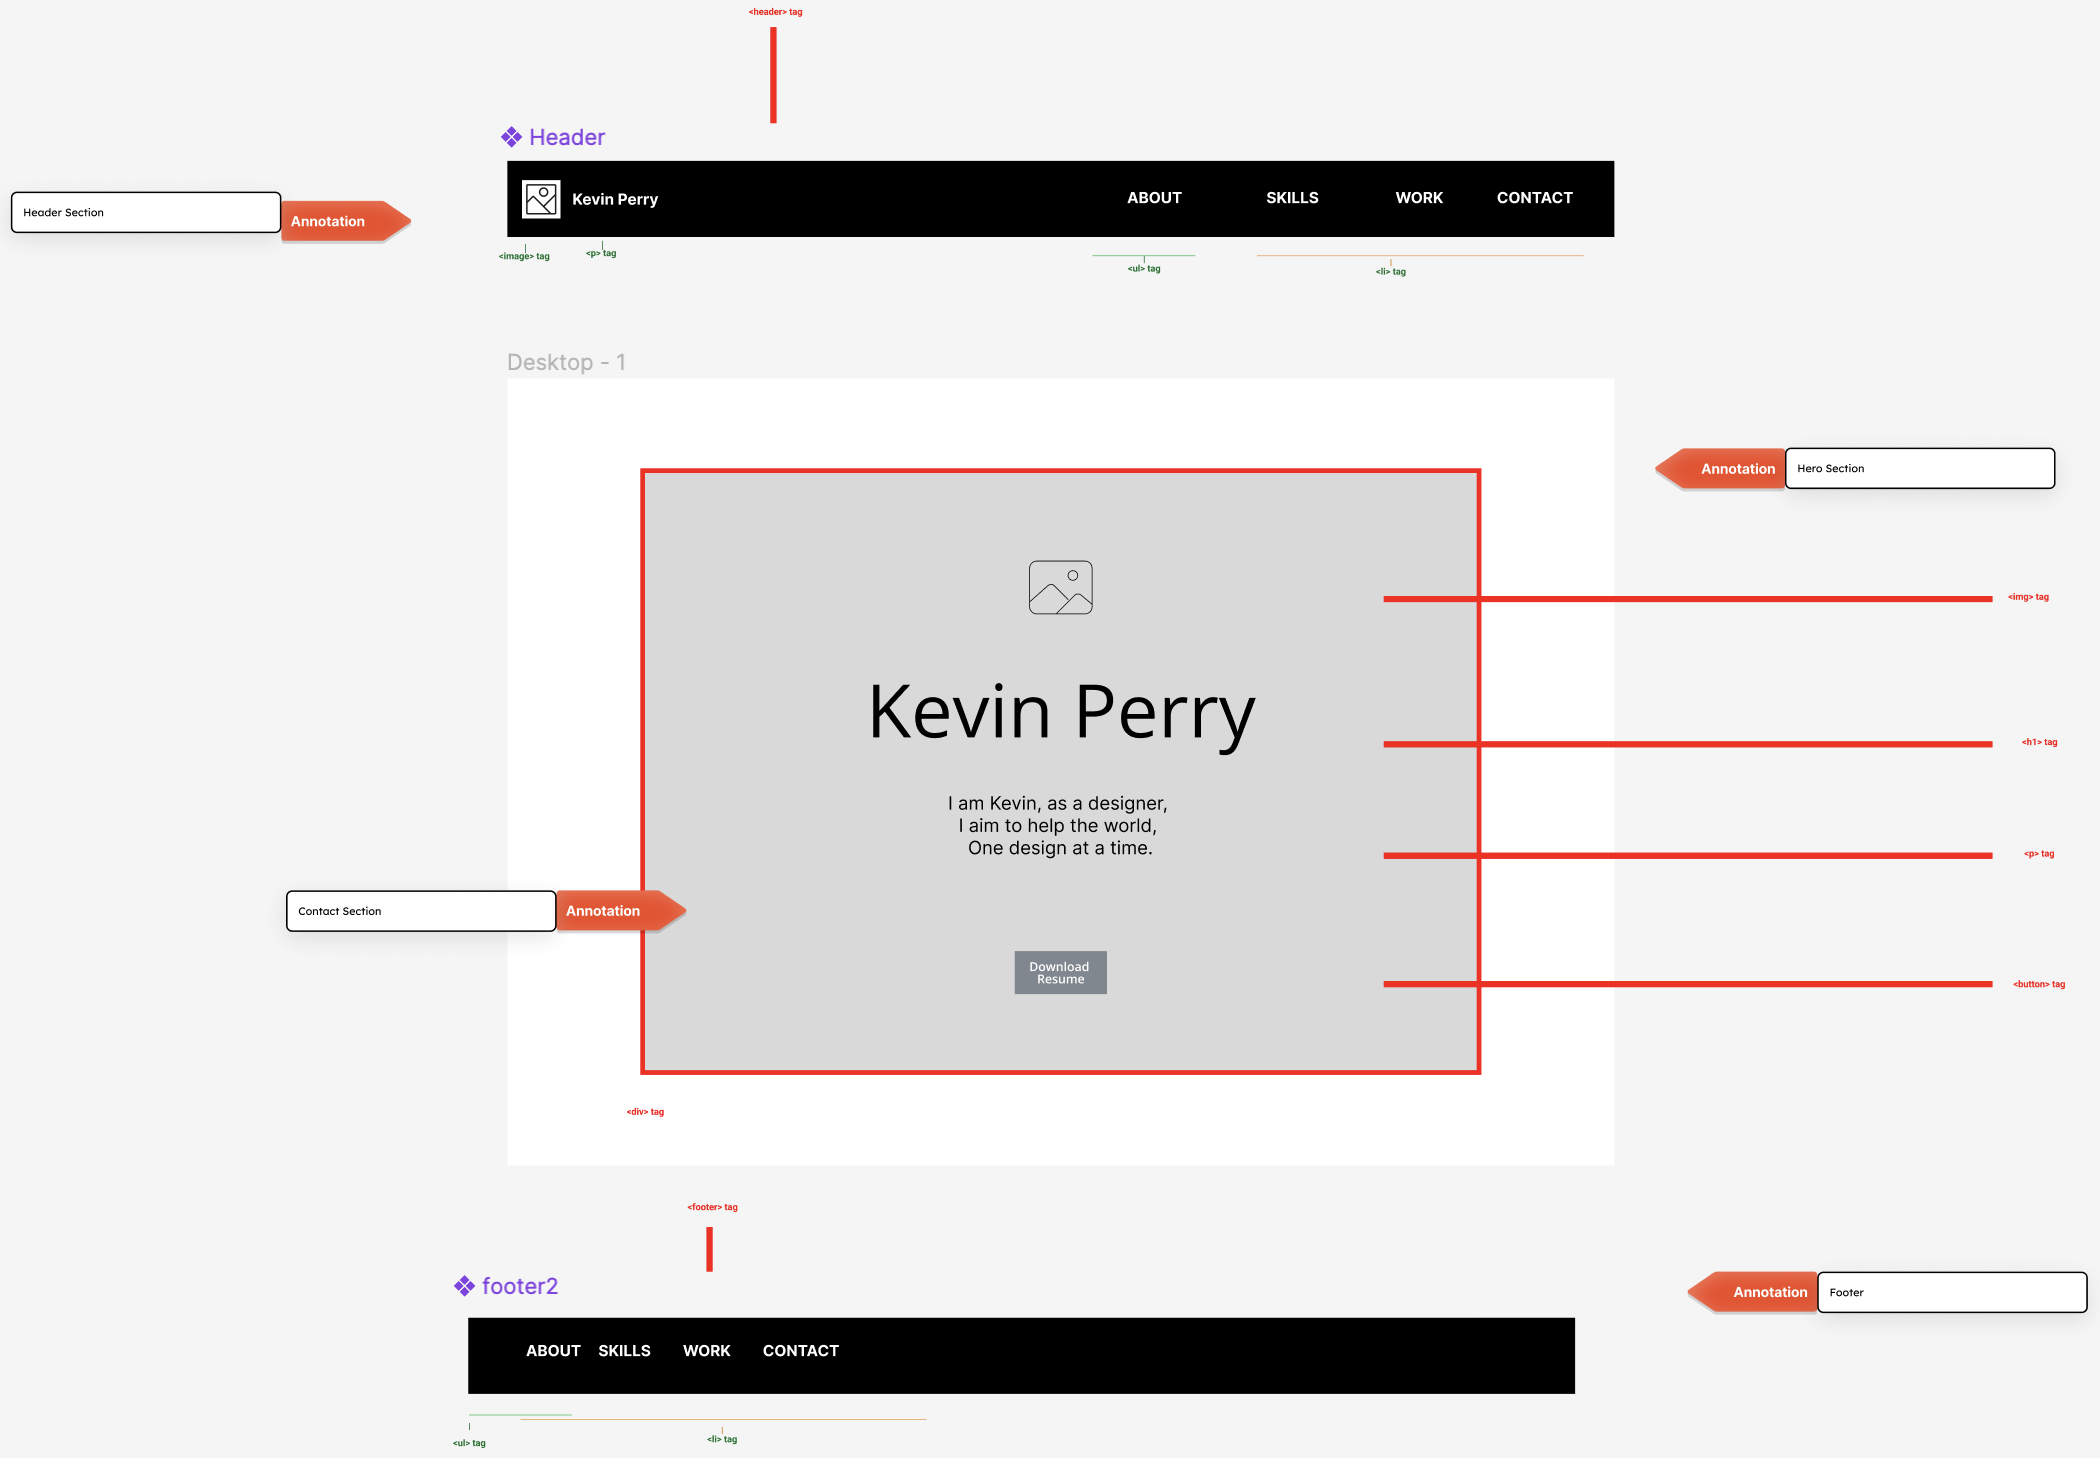 <header> tag
Header
Header Section
Annotation
Kevin Perry
ABOUT
SKILLS
WORK
CONTACT
<image> tag
<p> tag
<ul> tag
<li> tag
Desktop - 1
Annotation
Hero Section
<img> tag
Kevin Perry
<h1> tag
I am Kevin, as a designer,
I aim to help the world,
One design at a time.
<p> tag
Contact Section
Annotation
Download
Resume
<button> tag
<div> tag
<footer> tag
footer2
Annotation
Footer
ABOUT
SKILLS
WORK
CONTACT
<ul> tag
<li> tag